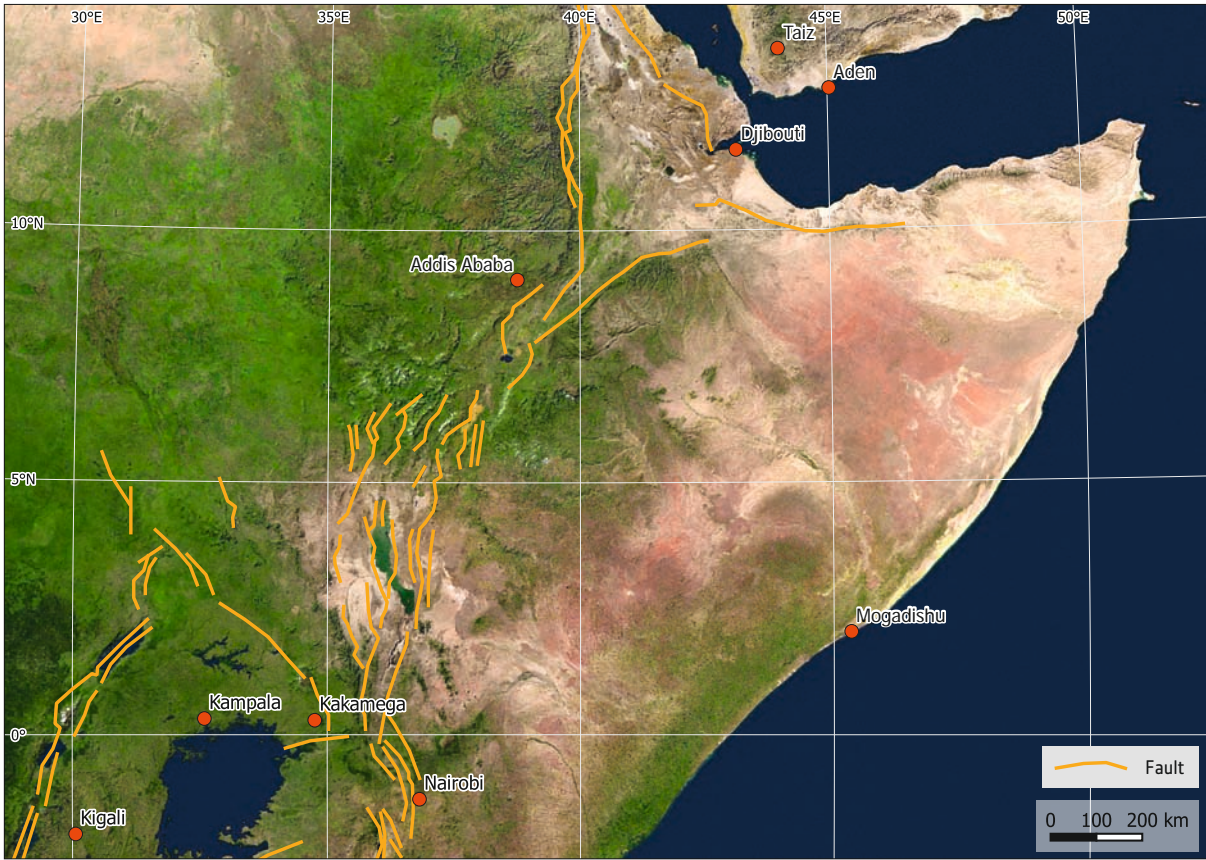 30°E
35°E
40°E
45°E
50°E
Taiz
Aden
Djibouti
10°N
Addis Ababa
5°N
Mogadishu
Kampala
Kakamega
0°
Fault
Nairobi
Kigali
0 100 200 km